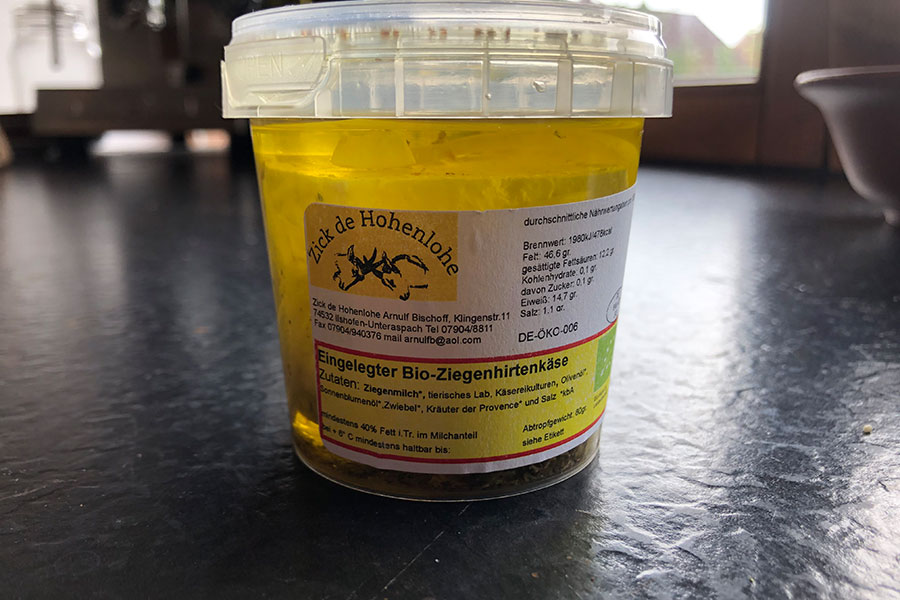 Zick de Hohenlohe
Zick de Hohenlohe Arnulf Bischoff, Klingenstr.11
74532 Ilshofen-Unteraspach Tel 07904/8811
Fax 07904/940376 mail arnulfb@aol.com
durchschnittliche
Brennwert: 1980kJ/478kcal
Fett: 46,6 gr.
gesättigte Fettsäuren: 12,2 gr.
Kohlenhydrate: 0,1 gr.
davon Zucker: 0,1 gr.
Eiweiß: 14,7 gr.
Salz: 1,1 gr.
DE-ÖKO-006
Eingelegter Bio-Ziegenhirtenkäse
Zutaten: Ziegenmilch*, tierisches Lab, Käsereikulturen, Olivenöl*,
Sonnenblumenöl*,Zwiebel*, Kräuter der Provence* und Salz *kbA
mindestens 40% Fett i.Tr. im Milchanteil
bei + 6° C mindestens haltbar bis:
Abtropfgewicht: 80gr
siehe Etikett